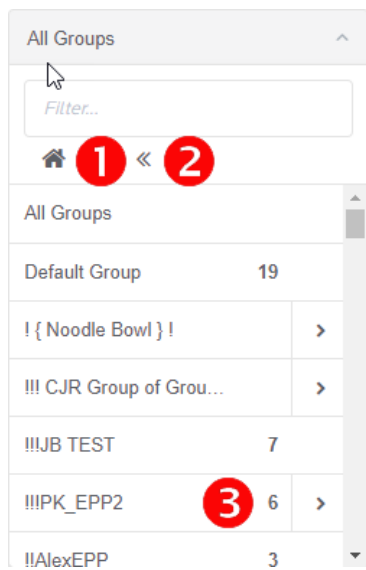 All Groups
Filter...
1 « 2
All Groups
Default Group 19
! { Noodle Bowl } !
!!! CJR Group of Grou...
!!!JB TEST 7
!!!PK_EPP2 3 6
!!AlexEPP 3